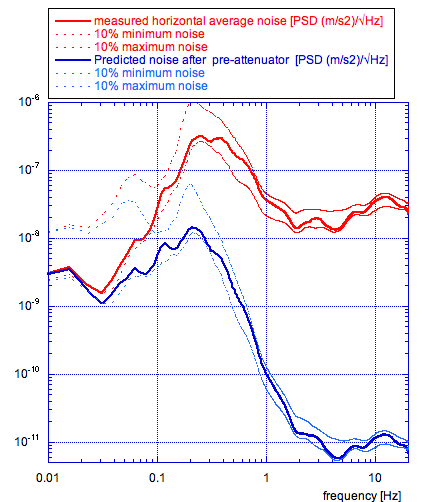 measured horizontal average noise [PSD (m/s2)/√Hz]
10% minimum noise
10% maximum noise
Predicted noise after pre-attenuator [PSD (m/s2)/√Hz]
10% minimum noise
10% maximum noise
10-6
10-7
10-8
10-9
10-10
10-11
0.01 0.1 1 10
frequency [Hz]